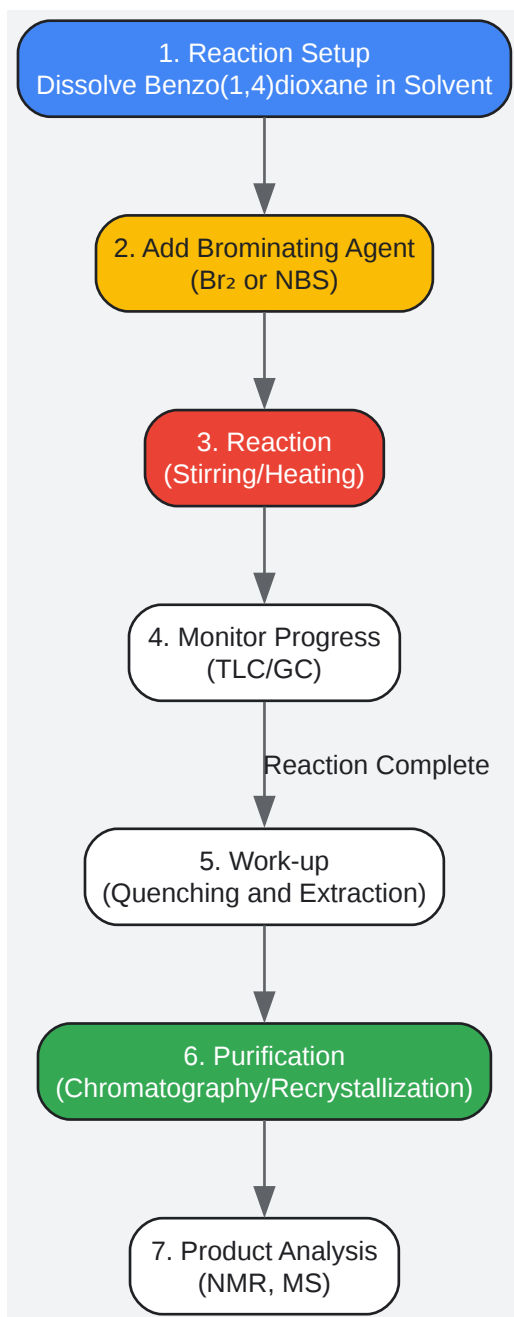 1. Reaction Setup
Dissolve Benzo(1,4)dioxane in Solvent
2. Add Brominating Agent
(Br₂ or NBS)
3. Reaction
(Stirring/Heating)
4. Monitor Progress
(TLC/GC)
Reaction Complete
5. Work-up
(Quenching and Extraction)
6. Purification
(Chromatography/Recrystallization)
7. Product Analysis
(NMR, MS)